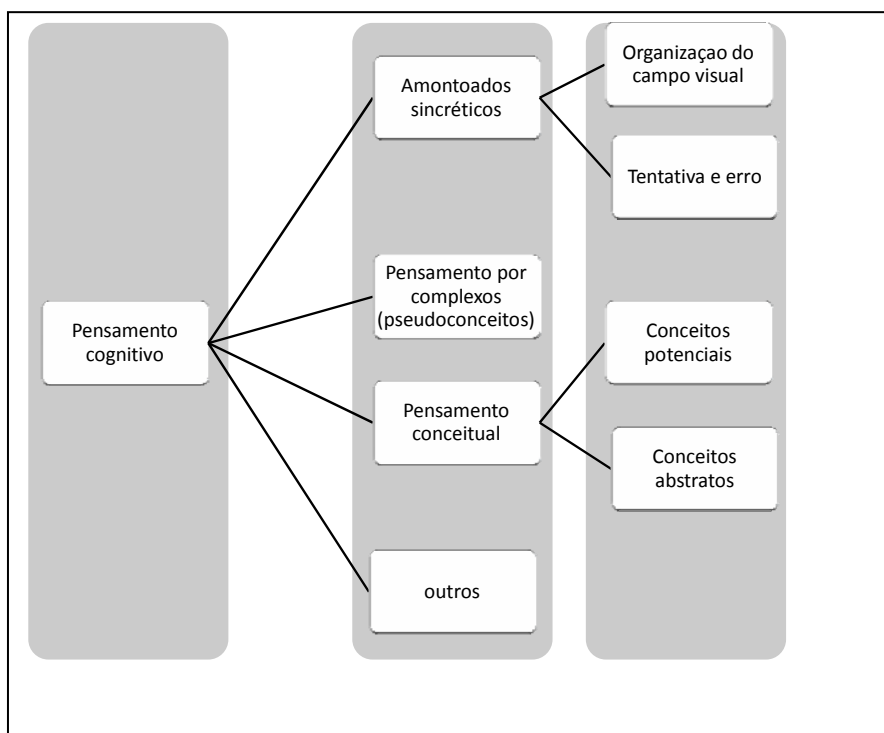 Pensamento
cognitivo
Amontoados
sincréticos
Pensamento por
complexos
(pseudoconceitos)
Pensamento
conceitual
outros
Organizaçao do
campo visual
Tentativa e erro
Conceitos
potenciais
Conceitos
abstratos